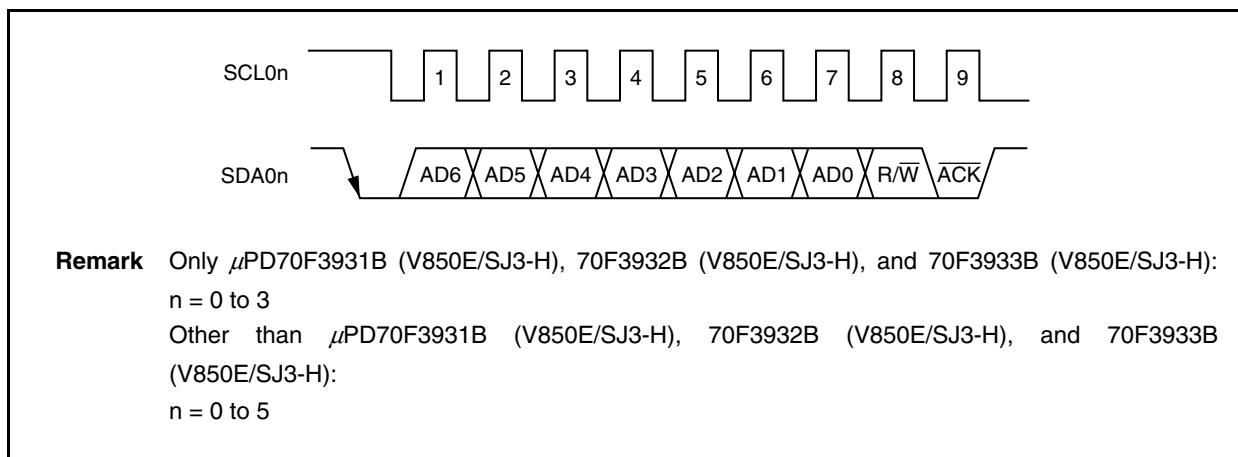 SCL0n 1 2 3 4 5 6 7 8 9
SDA0n AD6 AD5 AD4 AD3 AD2 AD1 AD0 R/W̅ A̅C̅K̅
Remark Only μPD70F3931B (V850E/SJ3-H), 70F3932B (V850E/SJ3-H), and 70F3933B (V850E/SJ3-H):
n = 0 to 3
Other than μPD70F3931B (V850E/SJ3-H), 70F3932B (V850E/SJ3-H), and 70F3933B
(V850E/SJ3-H):
n = 0 to 5